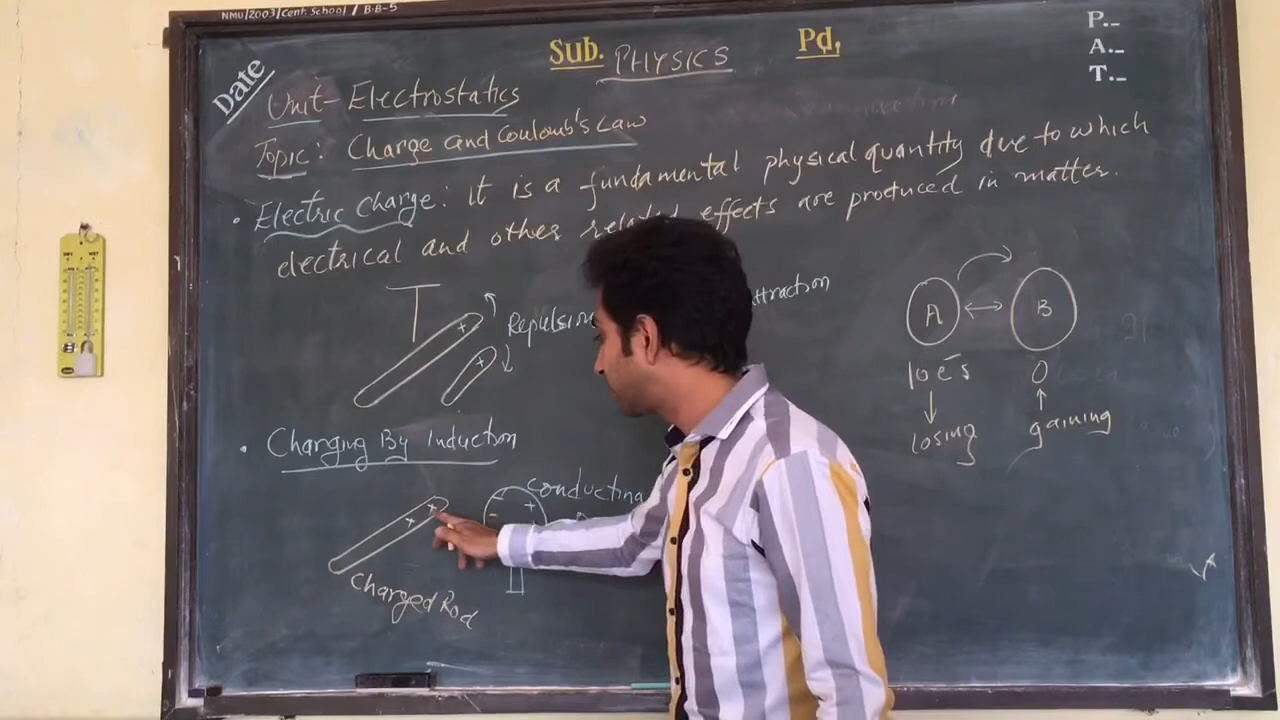 NMU/2003/Cent. School / BB-5
Date
Sub. PHYSICS Pd,
P.-
A.-
T.-
Unit- Electrostatics
Topic: Charge and Coulomb's Law
• Electric Charge: it is a fundamental physical quantity due to which
electrical and other related effects are produced in matter.
T
+
+
Repulsion
attraction
A
B
10 e's
0
losing
gaining
• Charging By Induction
+ +
Charged Rod
- +
-
conducting